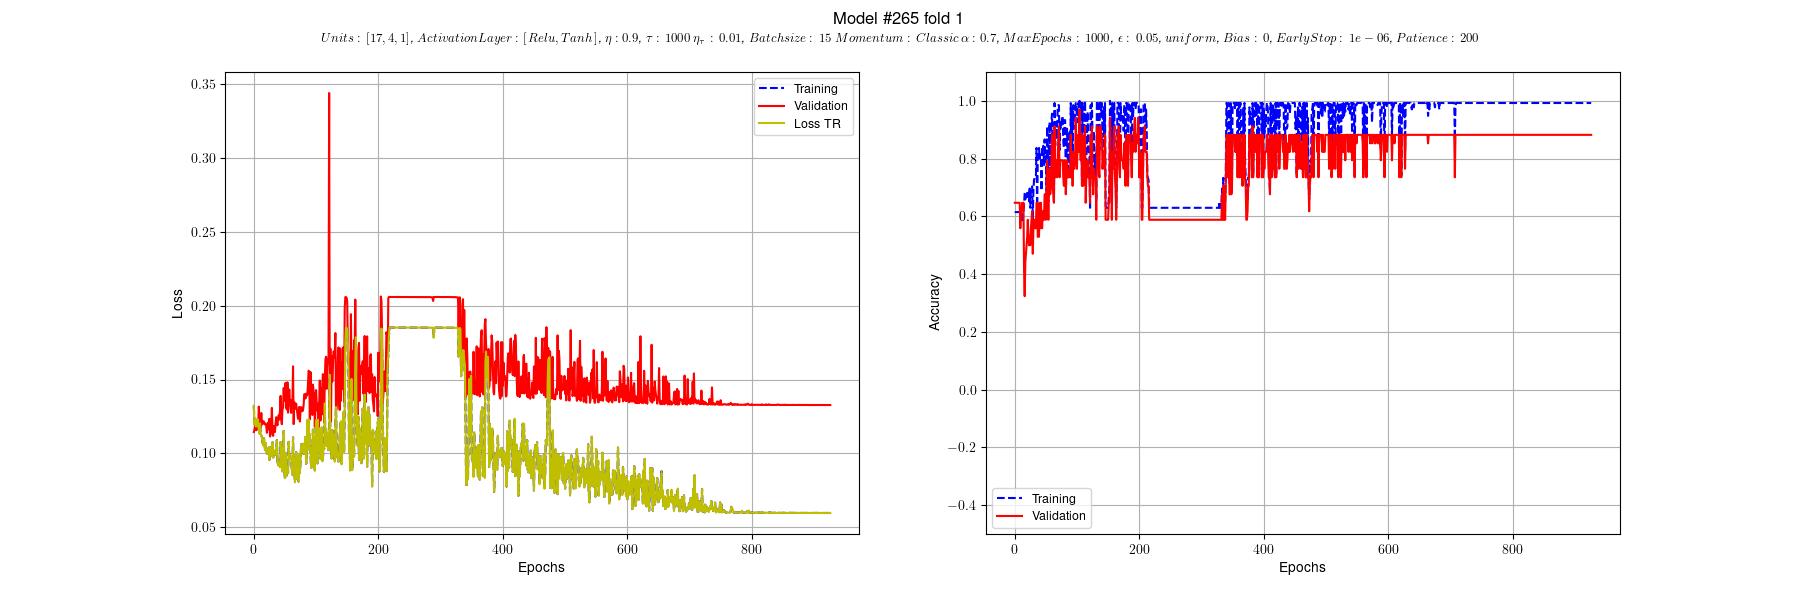 Model #265 fold 1
Units : [17, 4, 1], ActivationLayer : [Relu, Tanh], η : 0.9, τ : 1000 η_τ : 0.01, Batchsize : 15 Momentum : Classic α : 0.7, MaxEpochs : 1000, ϵ : 0.05, uniform, Bias : 0, EarlyStop : 1e − 06, Patience : 200
Loss
0.35
0.30
0.25
0.20
0.15
0.10
0.05
0 200 400 600 800
Epochs
Training
Validation
Loss TR
Accuracy
1.0
0.8
0.6
0.4
0.2
0.0
−0.2
−0.4
0 200 400 600 800
Epochs
Training
Validation